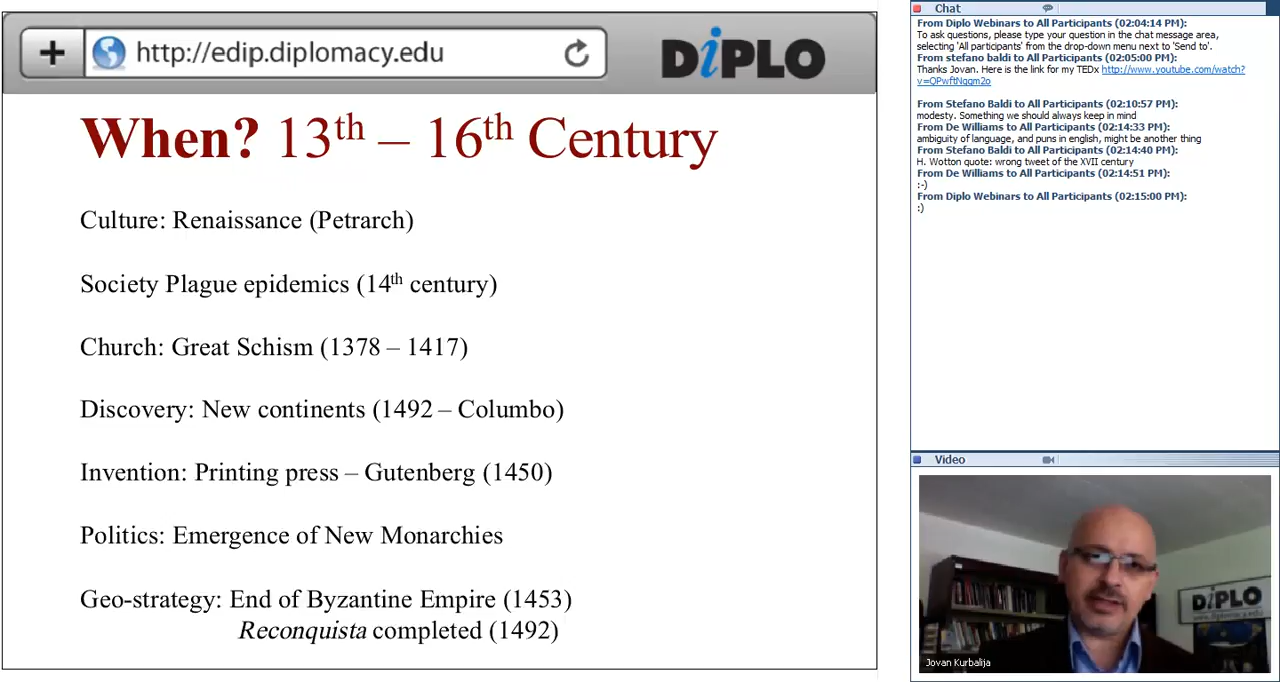 + http://edip.diplomacy.edu DiPLO
When? 13th – 16th Century
Culture: Renaissance (Petrarch)
Society Plague epidemics (14th century)
Church: Great Schism (1378 – 1417)
Discovery: New continents (1492 – Columbo)
Invention: Printing press – Gutenberg (1450)
Politics: Emergence of New Monarchies
Geo-strategy: End of Byzantine Empire (1453)
Reconquista completed (1492)
Chat
From Diplo Webinars to All Participants (02:04:14 PM):
To ask questions, please type your question in the chat message area,
selecting 'All participants' from the drop-down menu next to 'Send to'.
From stefano baldi to All Participants (02:05:00 PM):
Thanks Jovan. Here is the link for my TEDx http://www.youtube.com/watch?
v=OPwftNqqm2o
From Stefano Baldi to All Participants (02:10:57 PM):
modesty. Something we should always keep in mind
From De Williams to All Participants (02:14:33 PM):
ambiguity of language, and puns in english, might be another thing
From Stefano Baldi to All Participants (02:14:40 PM):
H. Wotton quote: wrong tweet of the XVII century
From De Williams to All Participants (02:14:51 PM):
:-)
From Diplo Webinars to All Participants (02:15:00 PM):
:)
Video
DiPLO
Jovan Kurbalija